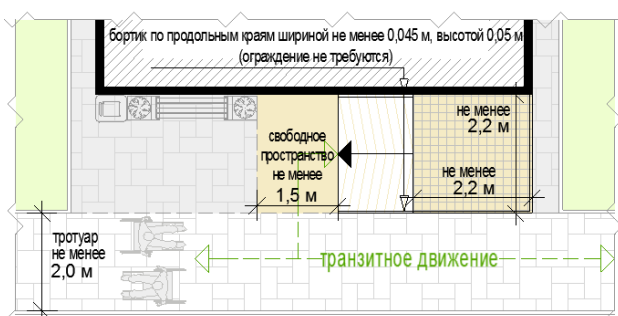 бортик по продольным краям шириной не менее 0,045 м, высотой 0,05 м
(ограждение не требуются)
не менее
2,2 м
свободное
пространство
не менее
1,5 м
не менее
2,2 м
тротуар
не менее
2,0 м
транзитное движение